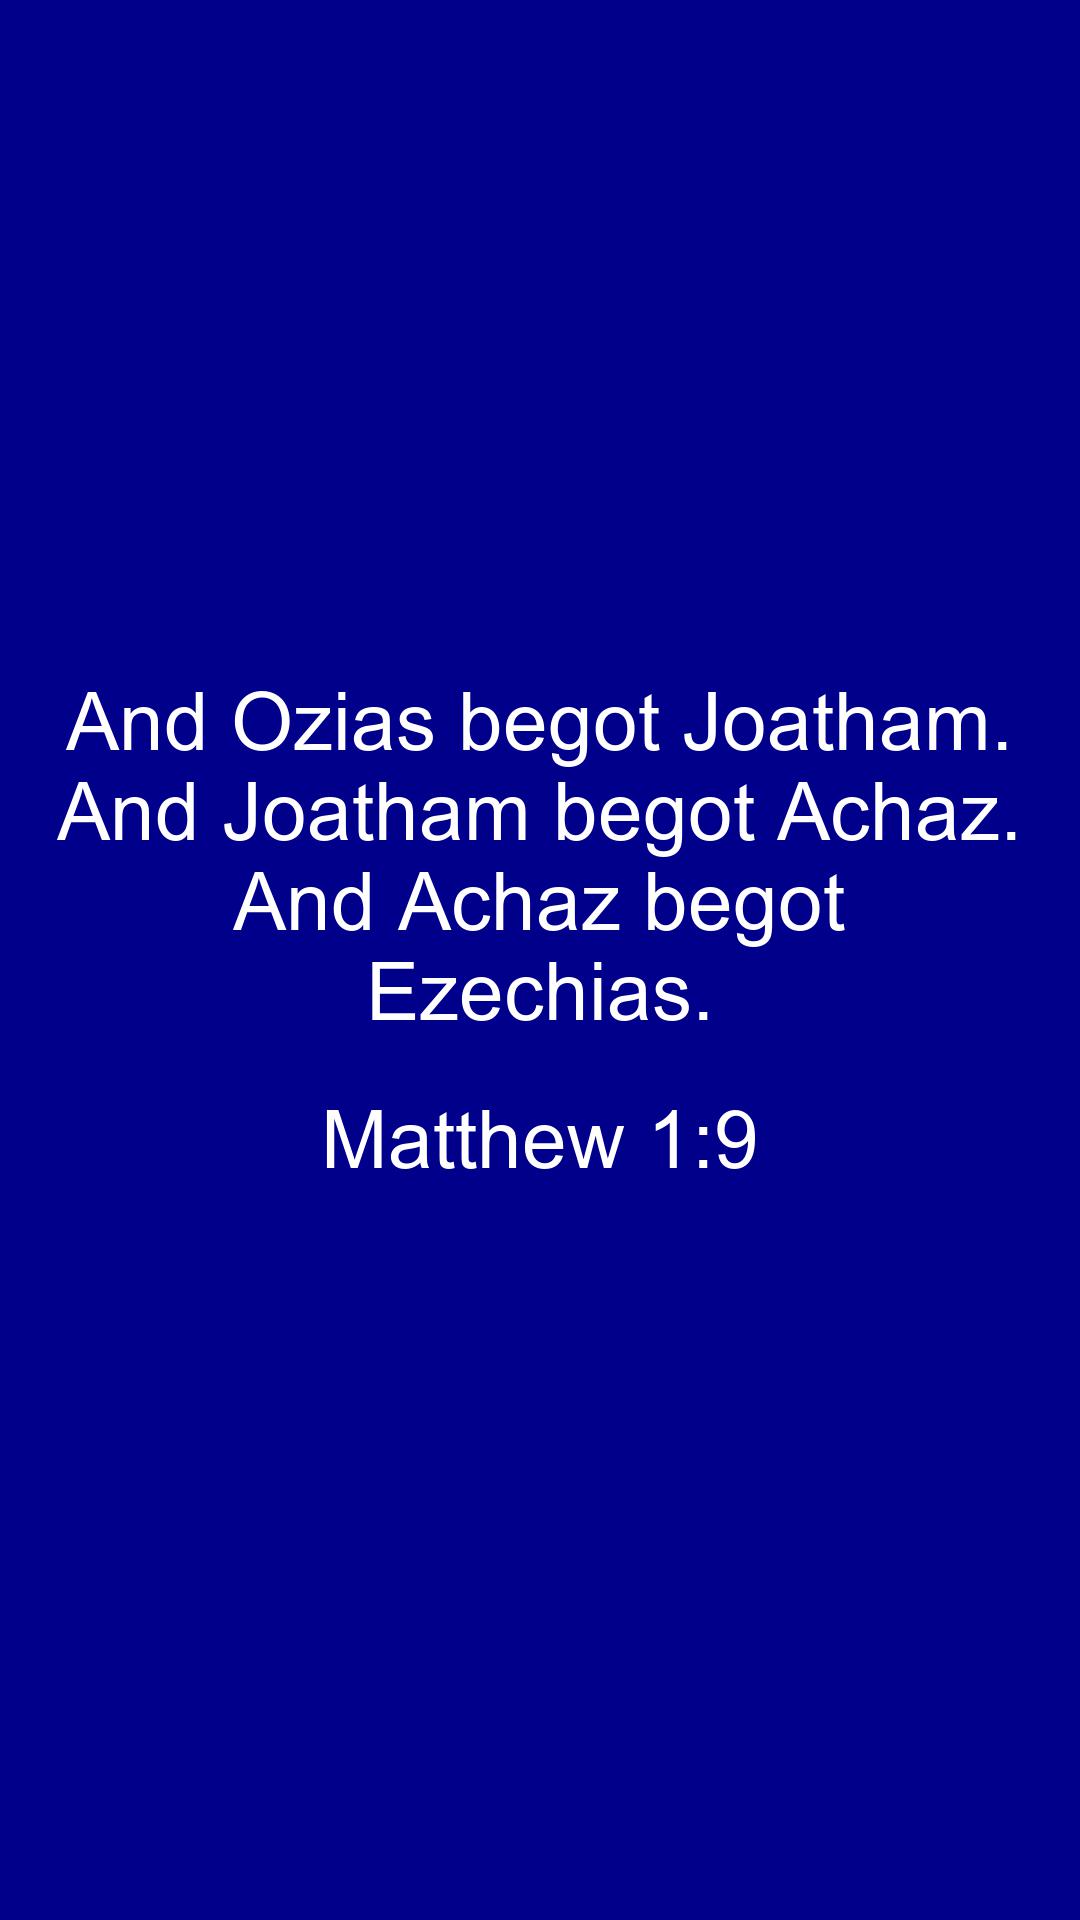 And Ozias begot Joatham.
And Joatham begot Achaz.
And Achaz begot
Ezechias.
Matthew 1:9